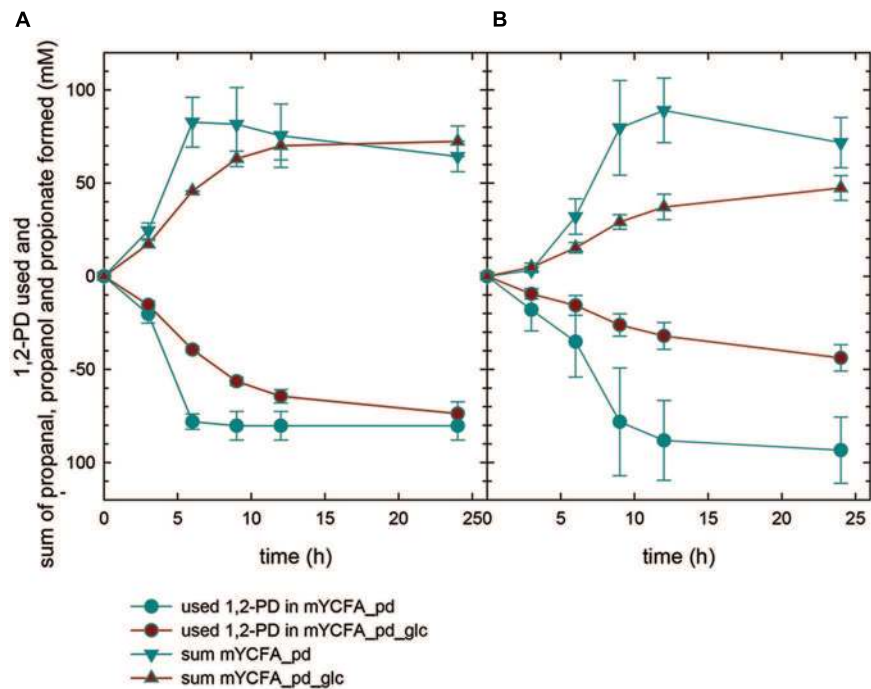 A
B
1,2-PD used and
sum of propanal, propanol and propionate formed (mM)
100
50
0
-50
100
0
5
10
15
20
25
0
5
10
15
20
25
time (h)
time (h)
used 1,2-PD in mYCFA_pd
used 1,2-PD in mYCFA_pd_glc
sum mYCFA_pd
sum mYCFA_pd_glc